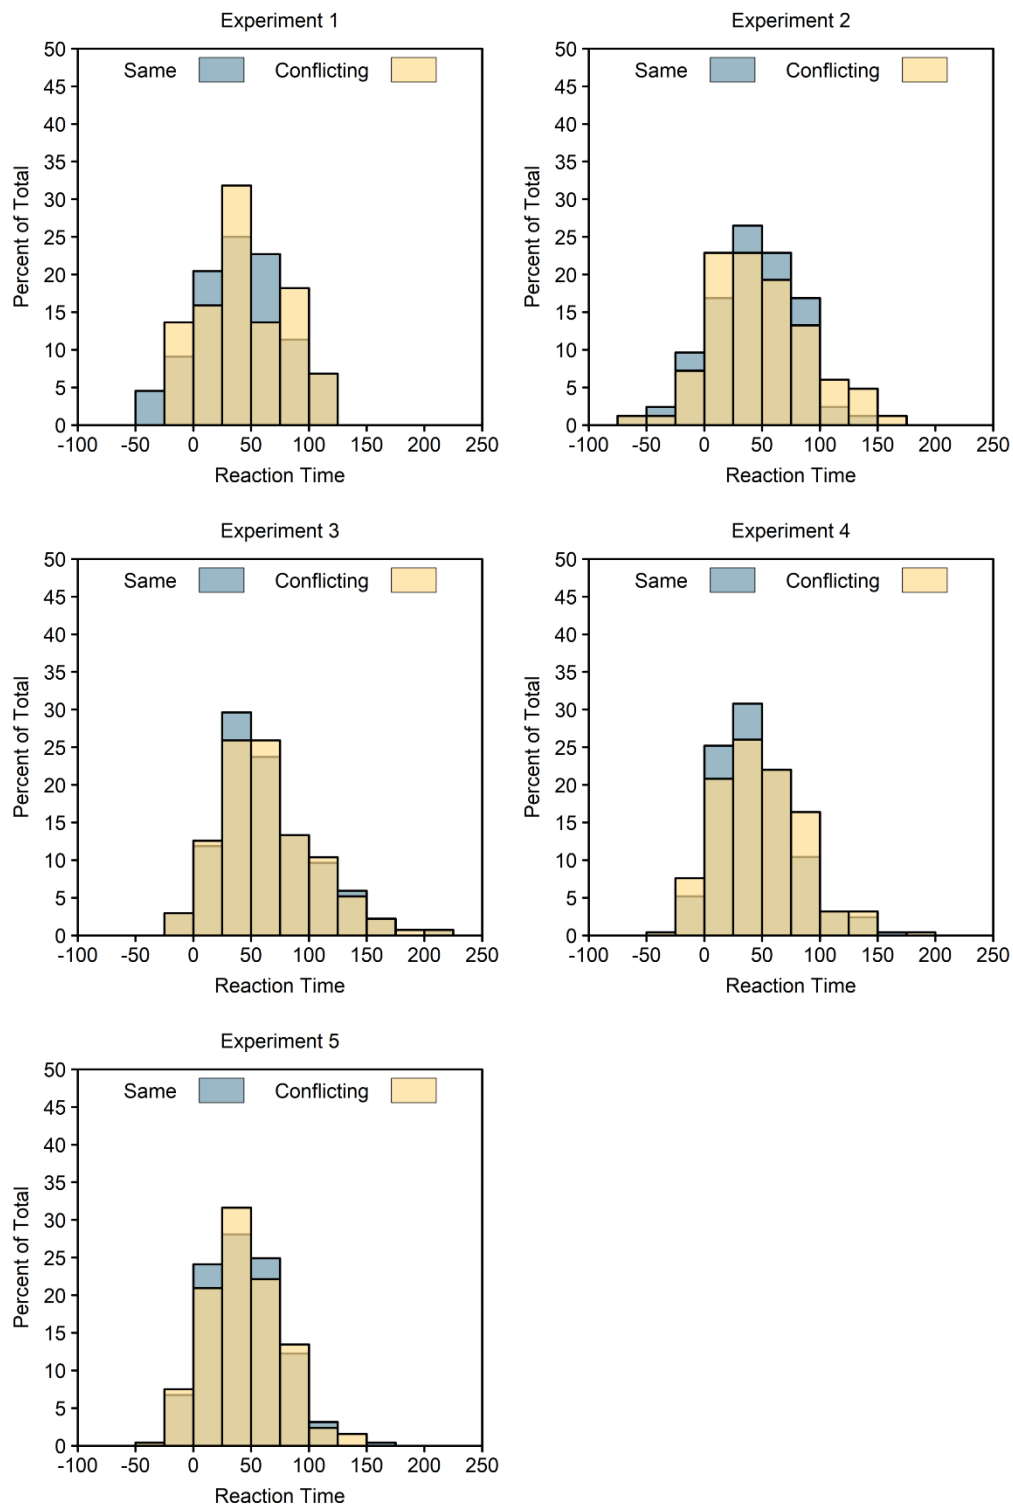 Experiment 1
Same Conflicting
50
45
40
35
30
25
20
15
10
5
0
Percent of Total
-100 -50 0 50 100 150 200 250
Reaction Time
Experiment 2
Same Conflicting
50
45
40
35
30
25
20
15
10
5
0
Percent of Total
-100 -50 0 50 100 150 200 250
Reaction Time
Experiment 3
Same Conflicting
50
45
40
35
30
25
20
15
10
5
0
Percent of Total
-100 -50 0 50 100 150 200 250
Reaction Time
Experiment 4
Same Conflicting
50
45
40
35
30
25
20
15
10
5
0
Percent of Total
-100 -50 0 50 100 150 200 250
Reaction Time
Experiment 5
Same Conflicting
50
45
40
35
30
25
20
15
10
5
0
Percent of Total
-100 -50 0 50 100 150 200 250
Reaction Time